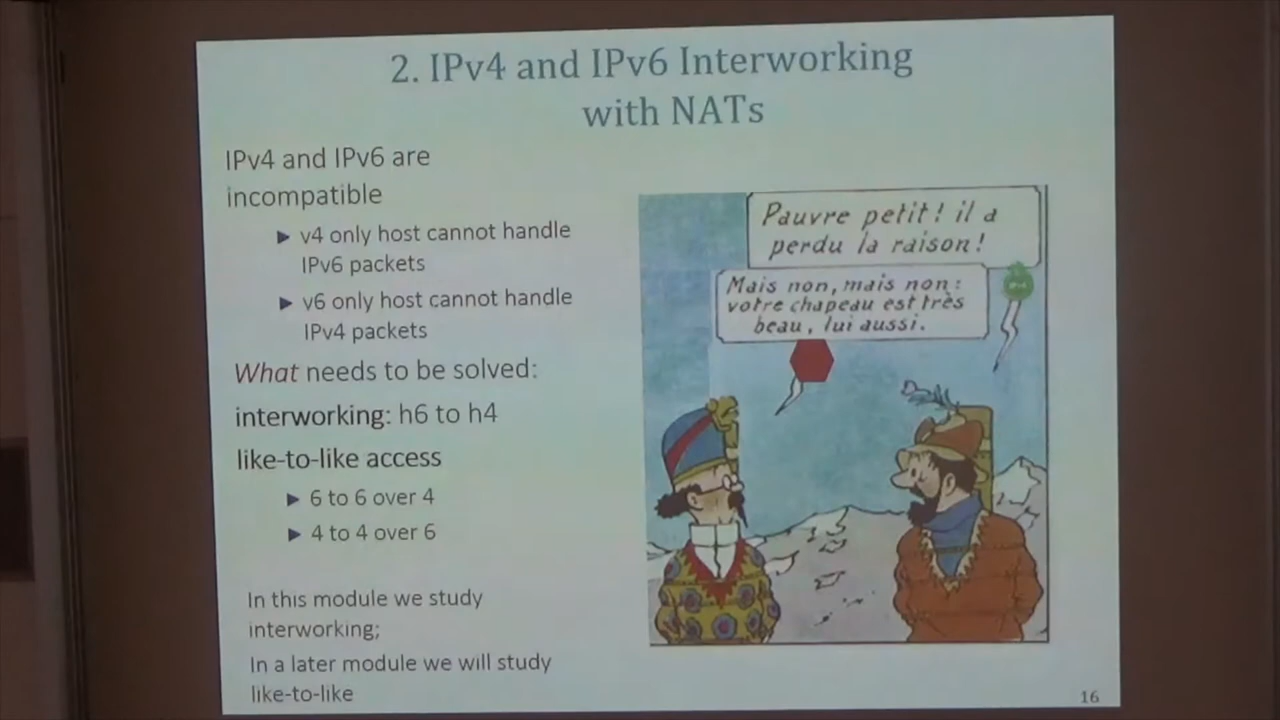 2. IPv4 and IPv6 Interworking
with NATs
IPv4 and IPv6 are
incompatible
v4 only host cannot handle
IPv6 packets
v6 only host cannot handle
IPv4 packets
What needs to be solved:
interworking: h6 to h4
like-to-like access
6 to 6 over 4
4 to 4 over 6
In this module we study
interworking;
In a later module we will study
like-to-like
Pauvre petit! il a
perdu la raison!
Mais non, mais non:
votre chapeau est très
beau, lui aussi.
16